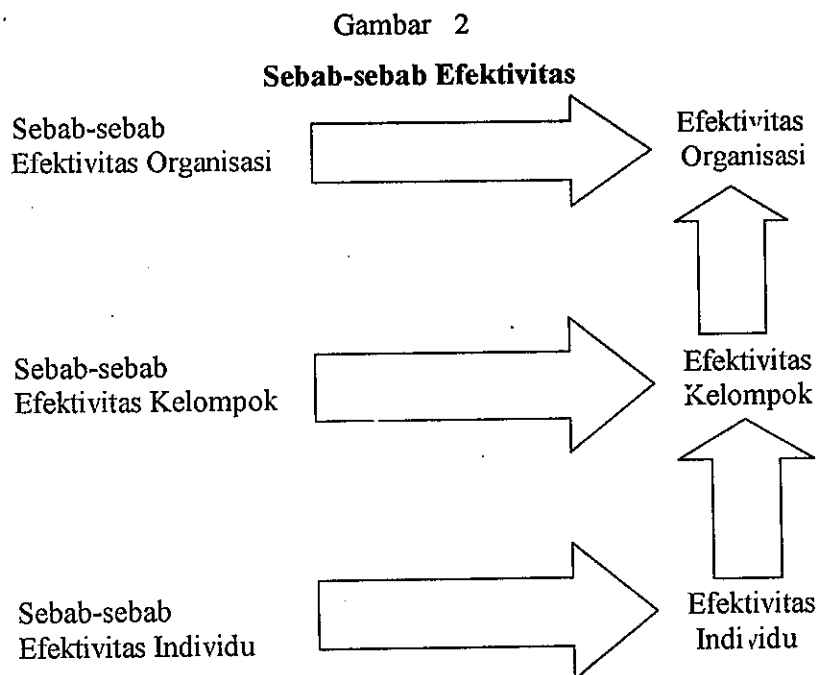 Gambar 2
Sebab-sebab Efektivitas
Sebab-sebab
Efektivitas Organisasi
Efektivitas
Organisasi
Sebab-sebab
Efektivitas Kelompok
Efektivitas
Kelompok
Sebab-sebab
Efektivitas Individu
Efektivitas
Individu